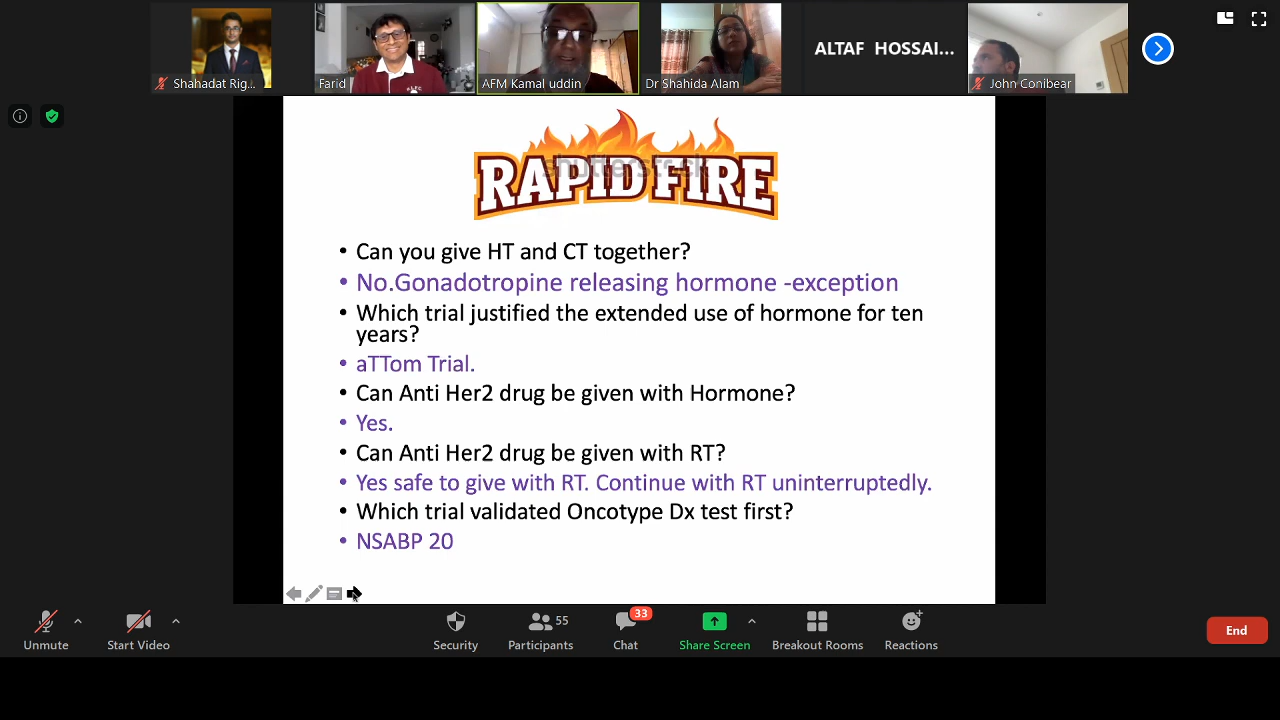 Shahadat Rig...
Farid
AFM Kamal uddin
Dr Shahida Alam
ALTAF HOSSAI...
John Conibear
shutterstock
RAPID FIRE
• Can you give HT and CT together?
• No.Gonadotropine releasing hormone -exception
• Which trial justified the extended use of hormone for ten
years?
• aTTom Trial.
• Can Anti Her2 drug be given with Hormone?
• Yes.
• Can Anti Her2 drug be given with RT?
• Yes safe to give with RT. Continue with RT uninterruptedly.
• Which trial validated Oncotype Dx test first?
• NSABP 20
Unmute
Start Video
Security
55
Participants
33
Chat
Share Screen
Breakout Rooms
Reactions
End